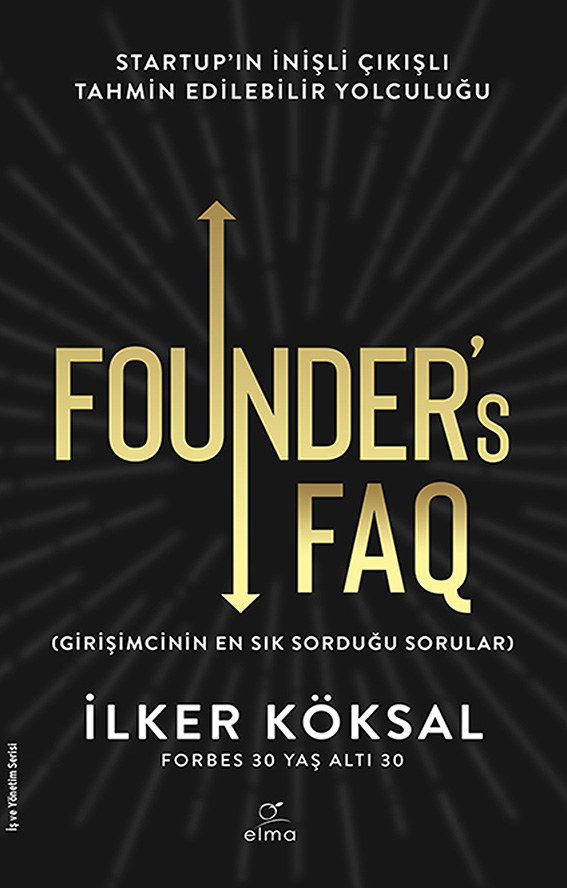 STARTUP'IN İNİŞLİ ÇIKIŞLI
TAHMİN EDİLEBİLİR YOLCULUĞU
FOUNDER's
FAQ
(GİRİŞİMCİNİN EN SIK SORDUĞU SORULAR)
İLKER KÖKSAL
FORBES 30 YAŞ ALTI 30
İş ve Yönetim Serisi
elma